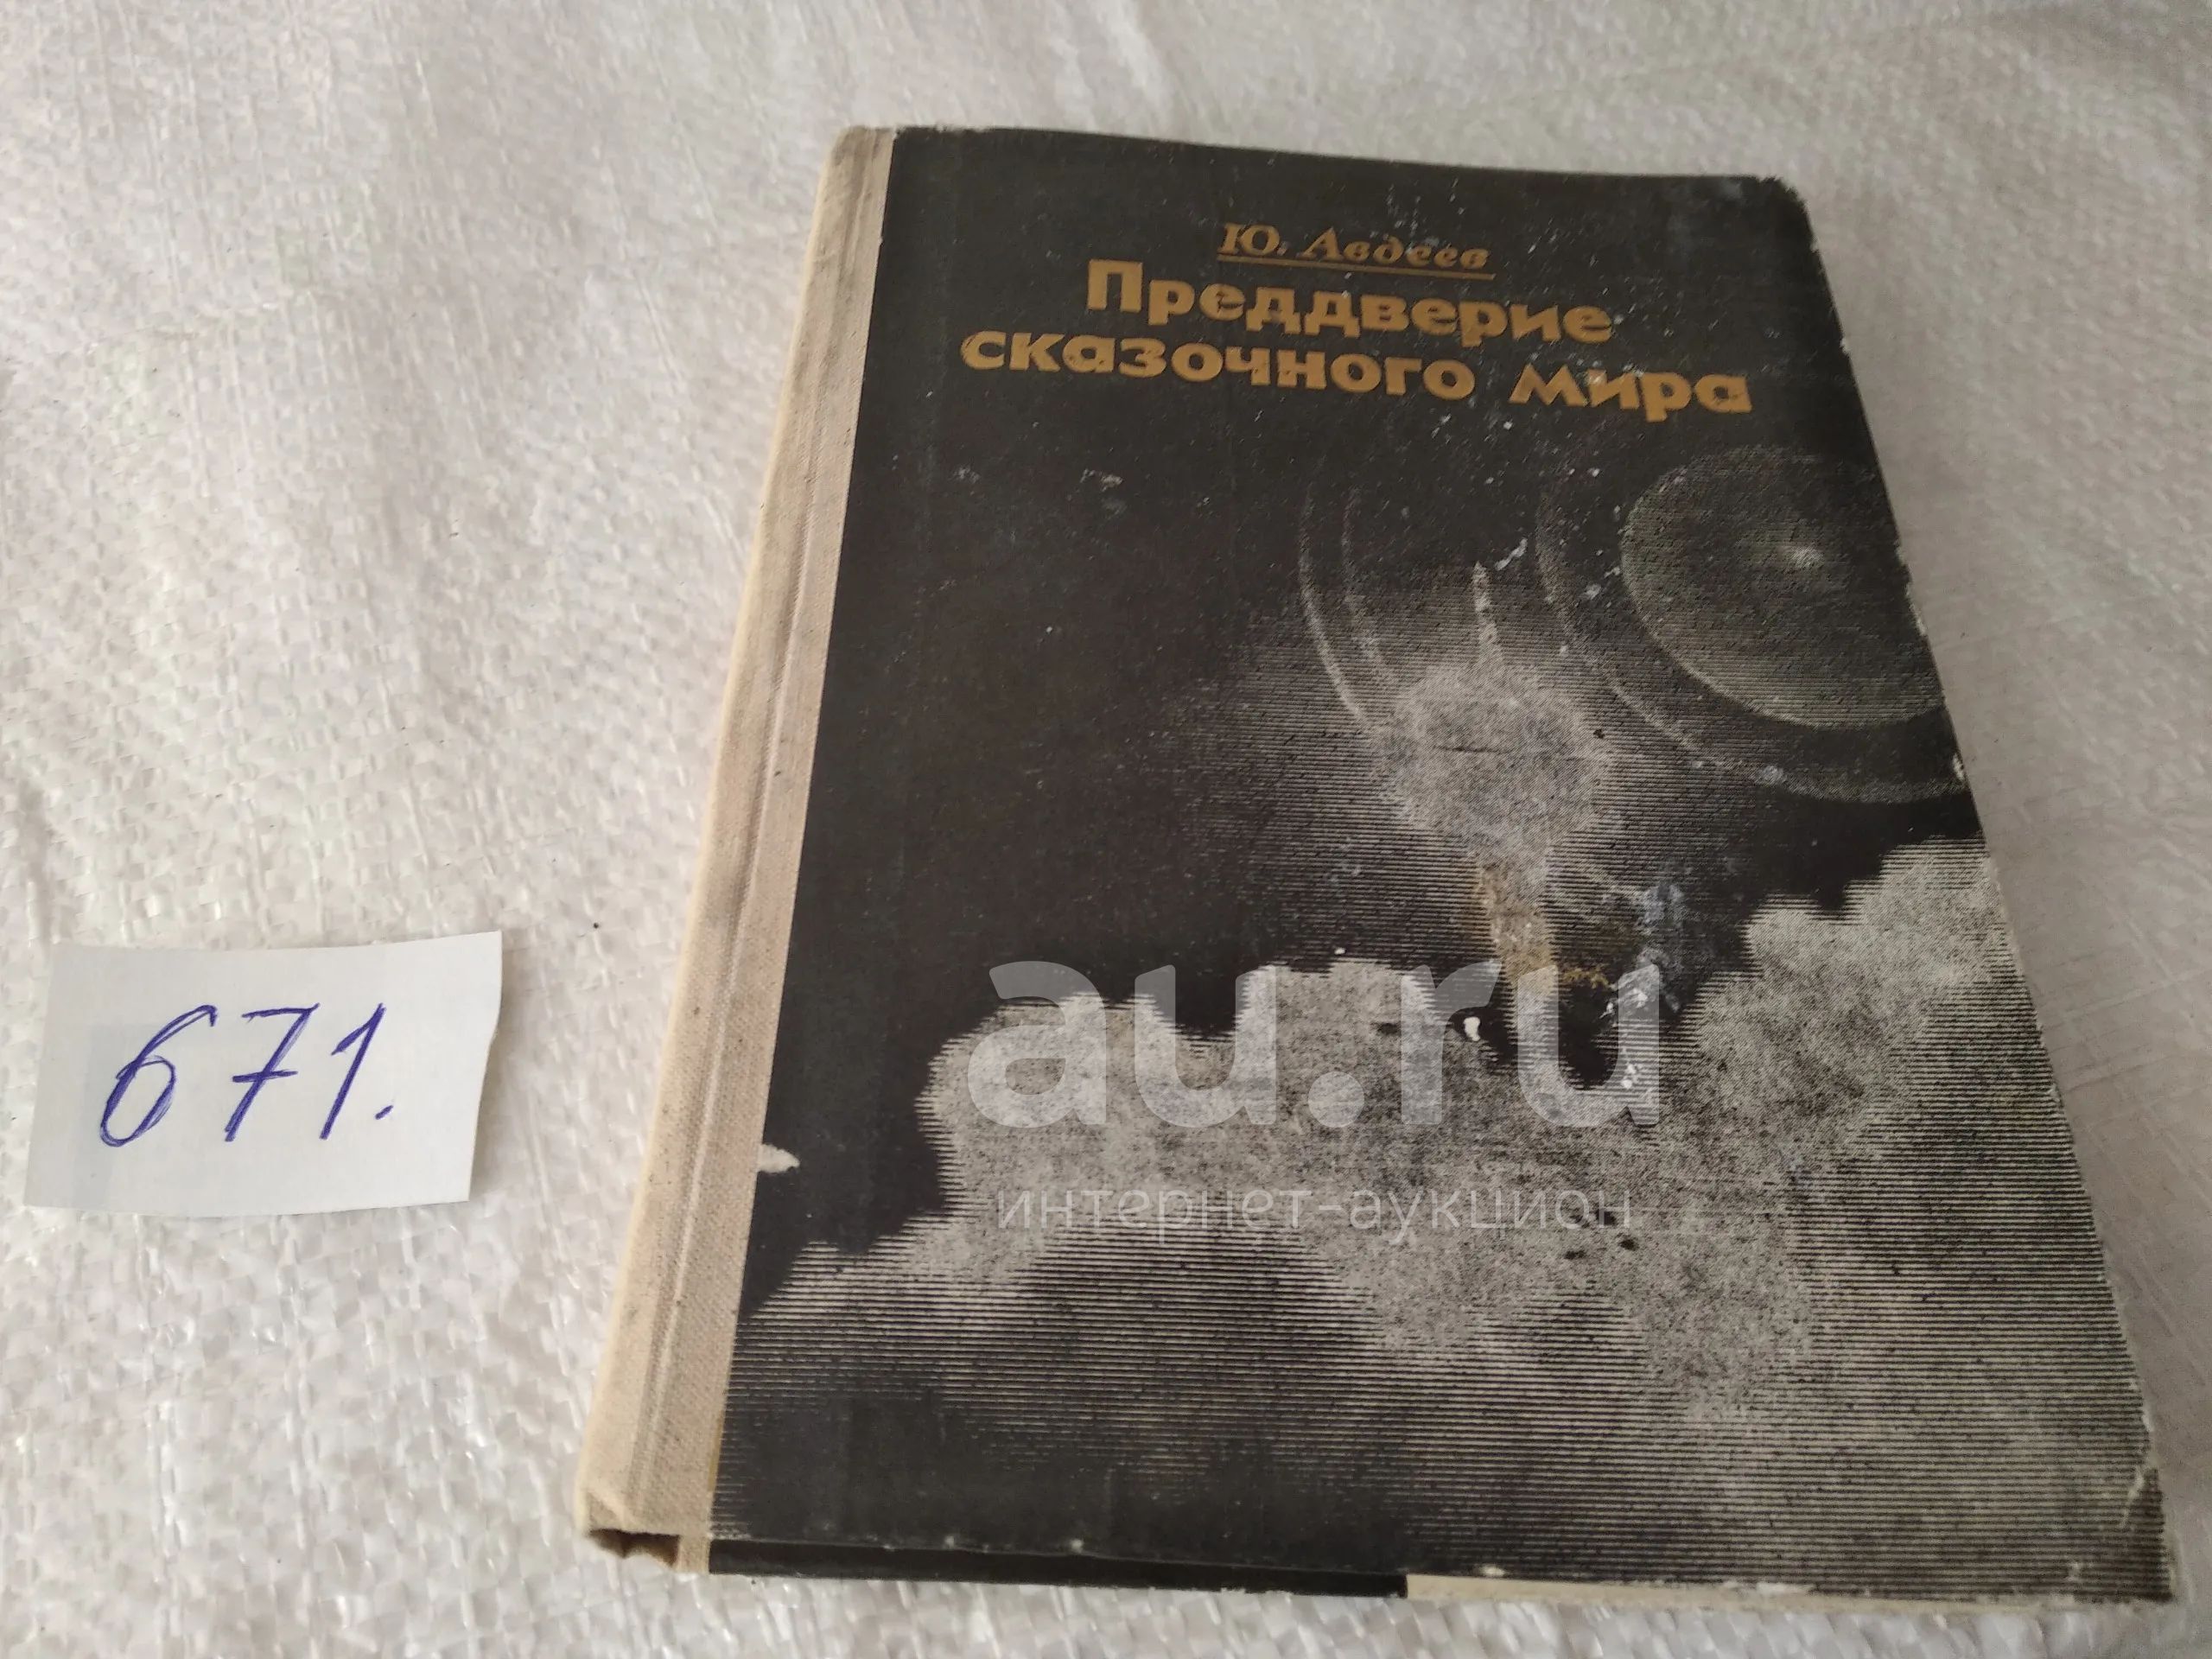 Ю. Авдеев
Преддверие
сказочного мира
671.
au.ru
интернет-аукцион